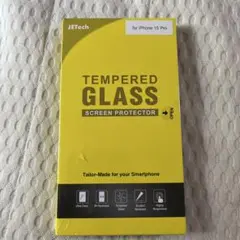 JETech
for iPhone 15 Pro
TEMPERED
GLASS
SCREEN PROTECTOR
Tailor-Made for your Smartphone